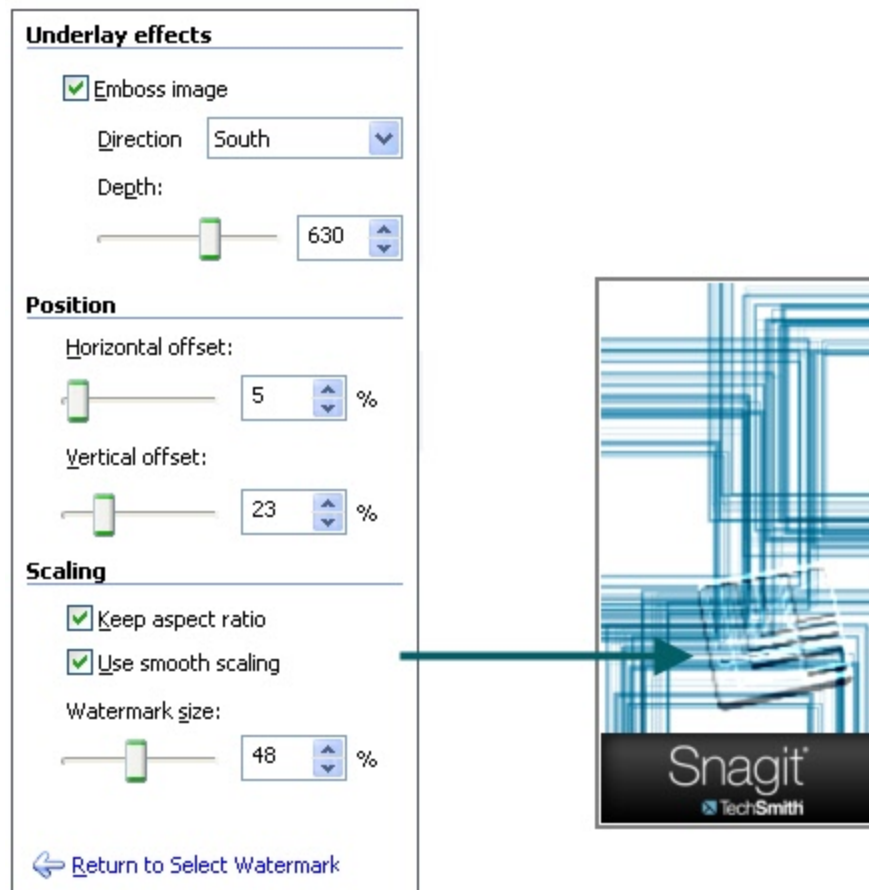 Underlay effects
Emboss image
Direction South
Depth:
630
Position
Horizontal offset:
5 %
Vertical offset:
23 %
Scaling
Keep aspect ratio
Use smooth scaling
Watermark size:
48 %
Return to Select Watermark
Snagit
TechSmith